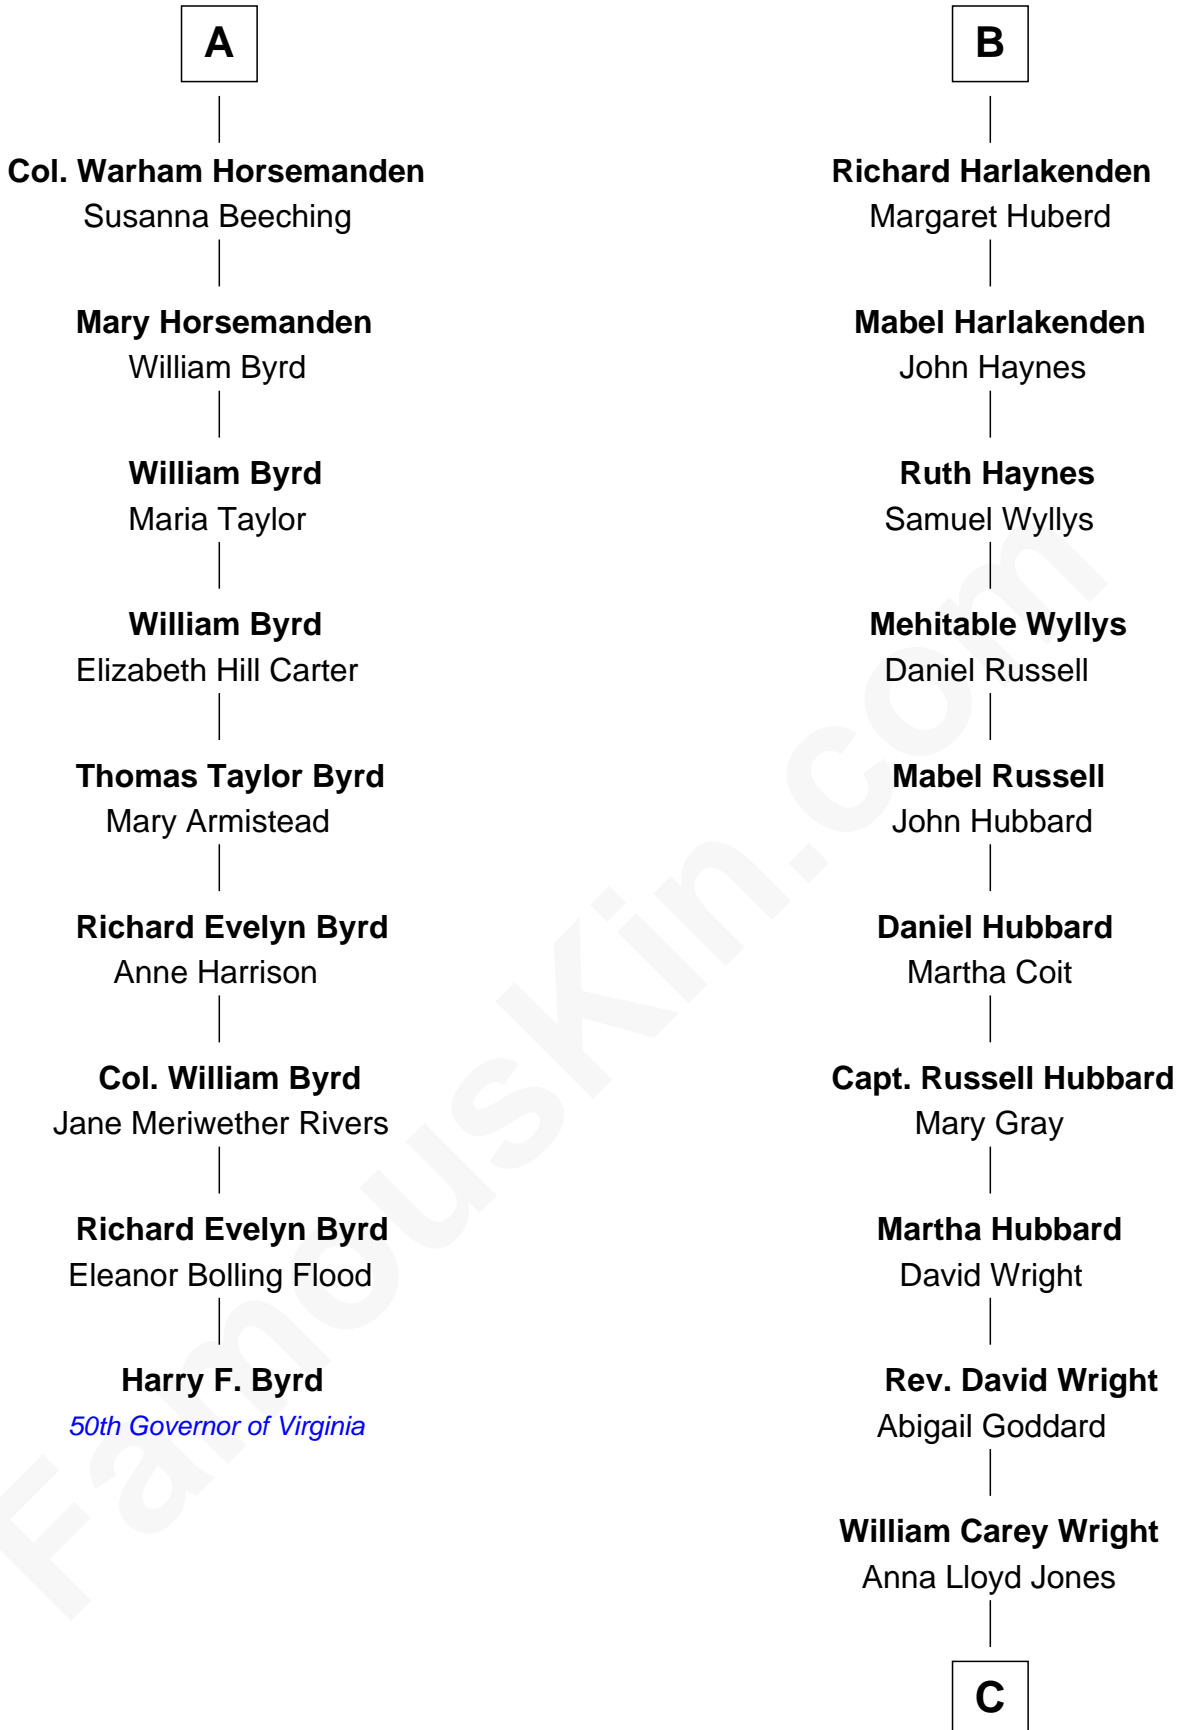 A
Col. Warham Horsemanden
Susanna Beeching
Mary Horsemanden
William Byrd
William Byrd
Maria Taylor
William Byrd
Elizabeth Hill Carter
Thomas Taylor Byrd
Mary Armistead
Richard Evelyn Byrd
Anne Harrison
Col. William Byrd
Jane Meriwether Rivers
Richard Evelyn Byrd
Eleanor Bolling Flood
Harry F. Byrd
50th Governor of Virginia
B
Richard Harlakenden
Margaret Huberd
Mabel Harlakenden
John Haynes
Ruth Haynes
Samuel Wyllys
Mehitable Wyllys
Daniel Russell
Mabel Russell
John Hubbard
Daniel Hubbard
Martha Coit
Capt. Russell Hubbard
Mary Gray
Martha Hubbard
David Wright
Rev. David Wright
Abigail Goddard
William Carey Wright
Anna Lloyd Jones
C
FamousKin.com